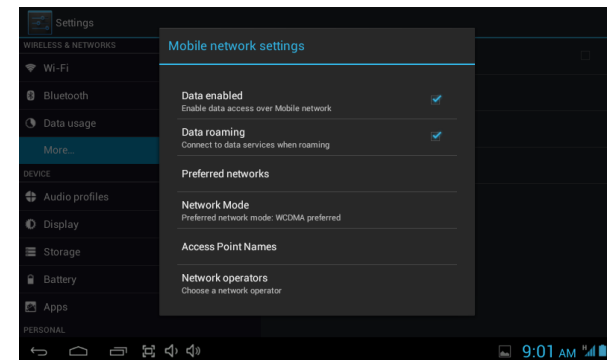 Settings
WIRELESS & NETWORKS
Wi-Fi
Bluetooth
Data usage
More...
DEVICE
Audio profiles
Display
Storage
Battery
Apps
PERSONAL
Mobile network settings
Data enabled
Enable data access over Mobile network
Data roaming
Connect to data services when roaming
Preferred networks
Network Mode
Preferred network mode: WCDMA preferred
Access Point Names
Network operators
Choose a network operator
9:01 AM
H